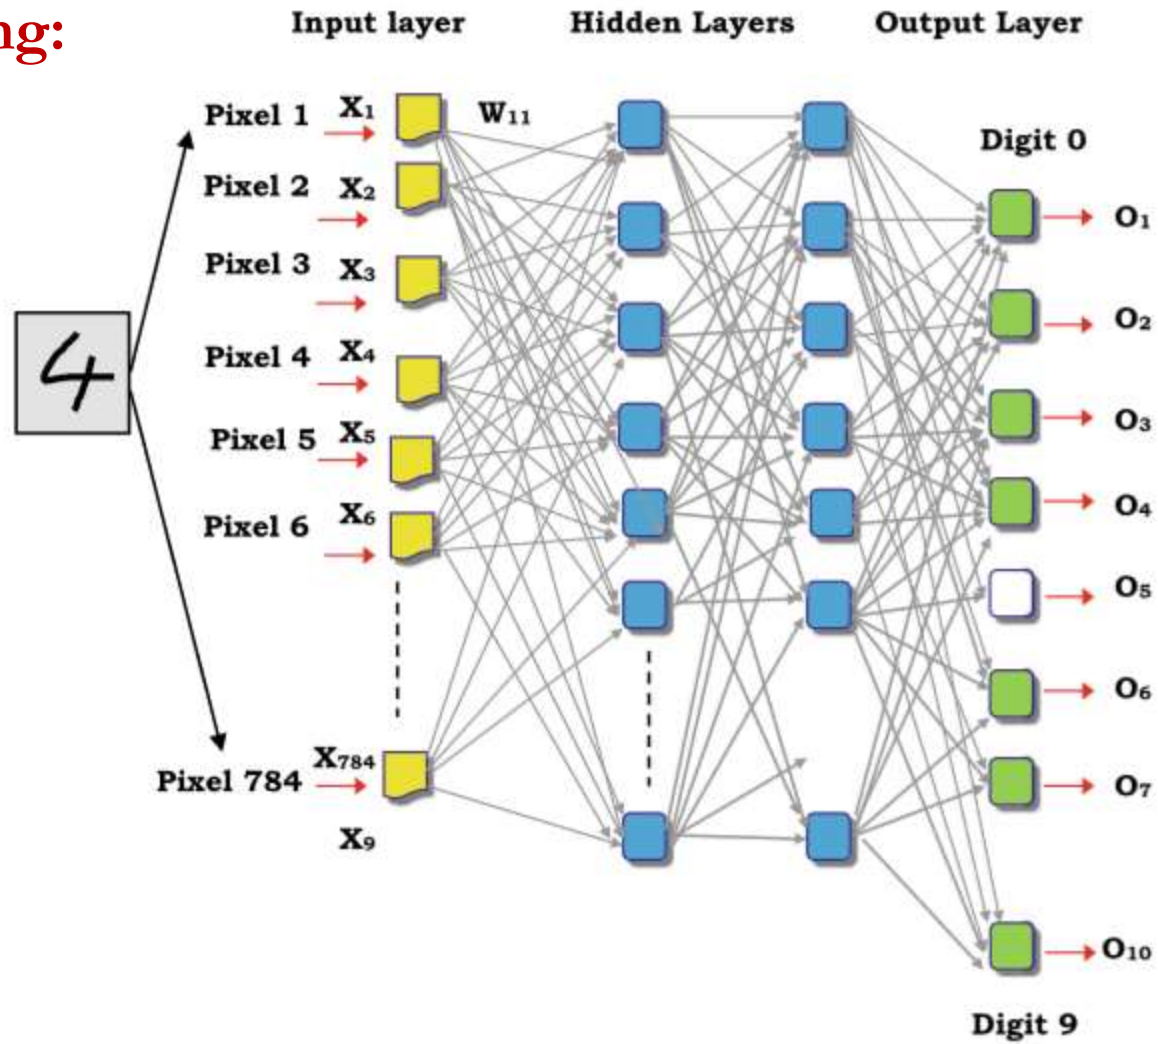 ng:
Input layer Hidden Layers Output Layer
Pixel 1 X1 W11
Digit 0
Pixel 2 X2
O1
Pixel 3 X3
O2
Pixel 4 X4
4
O3
Pixel 5 X5
O4
Pixel 6 X6
O5
O6
Pixel 784 X784
O7
X9
O10
Digit 9